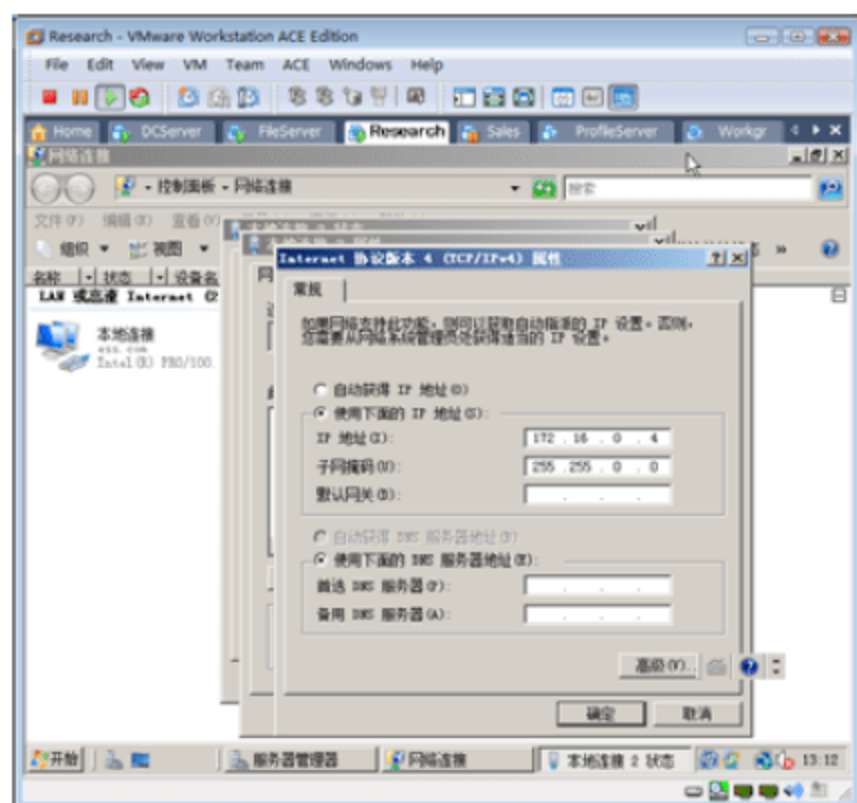 Research - VMware Workstation ACE Edition
File Edit View VM Team ACE Windows Help
Home DCServer FileServer Research Sales ProfileServer Workgr
网络连接
控制面板 - 网络连接 搜索
文件(F) 编辑(E) 查看(V)
组织 视图
名称 状态 设备名
LAN 或高速 Internet (2
本地连接
ess.com
Intel(R) PRO/100
Internet 协议版本 4 (TCP/IPv4) 属性
常规
如果网络支持此功能，则可以获取自动指派的 IP 设置。否则，
您需要从网络系统管理员处获得适当的 IP 设置。
自动获得 IP 地址(O)
使用下面的 IP 地址(S):
IP 地址(I): 172 . 16 . 0 . 4
子网掩码(U): 255 .255 . 0 . 0
默认网关(D): . . .
自动获得 DNS 服务器地址(B)
使用下面的 DNS 服务器地址(E):
首选 DNS 服务器(P): . . .
备用 DNS 服务器(A): . . .
高级(V)...
确定 取消
开始 服务器管理器 网络连接 本地连接 2 状态 13:12